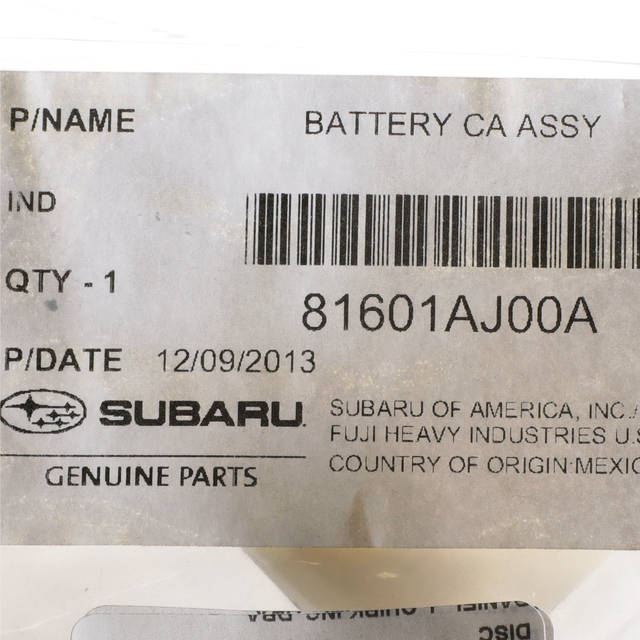 P/NAME BATTERY CA ASSY
IND
QTY - 1
81601AJ00A
P/DATE 12/09/2013
SUBARU
GENUINE PARTS
SUBARU OF AMERICA, INC./
FUJI HEAVY INDUSTRIES U.S
COUNTRY OF ORIGIN:MEXIC
DISC